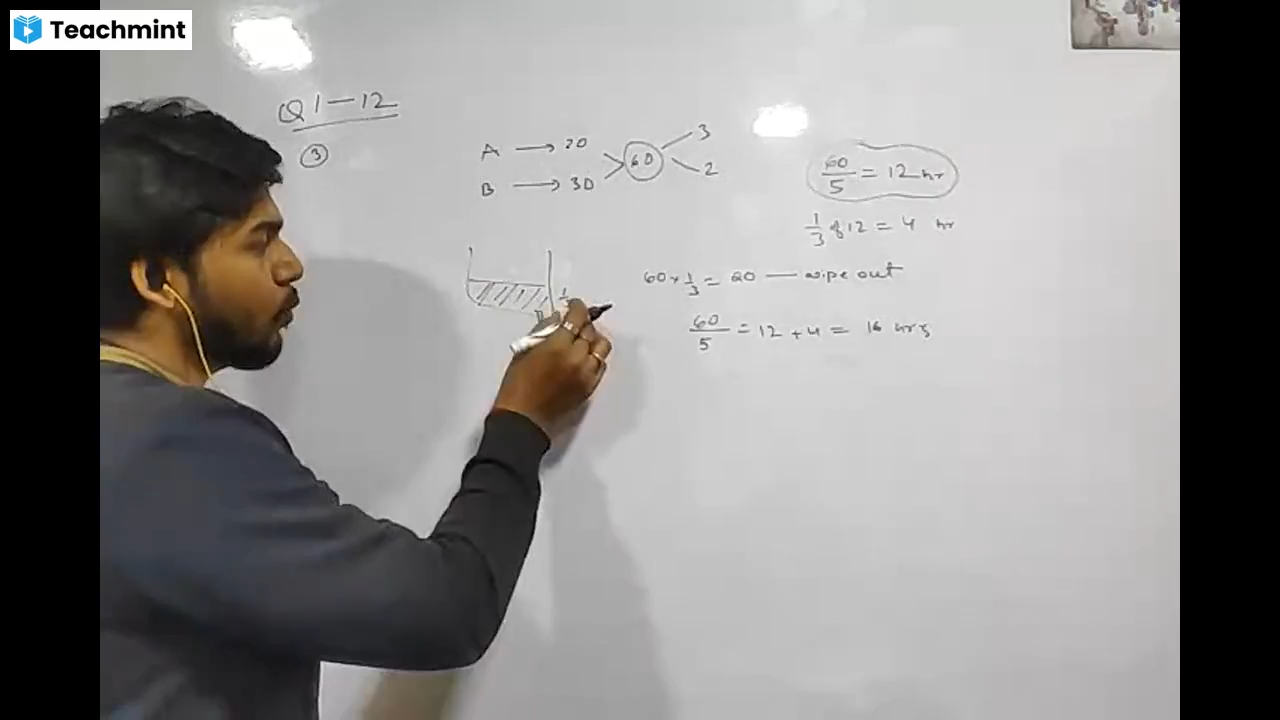 Teachmint
Q 1-12
3
A → 20
B → 30
60
3
2
60/5 = 12 hr
1/3 of 12 = 4 hr
60 × 1/3 = 20 — wipe out
60/5 = 12 + 4 = 16 hrs